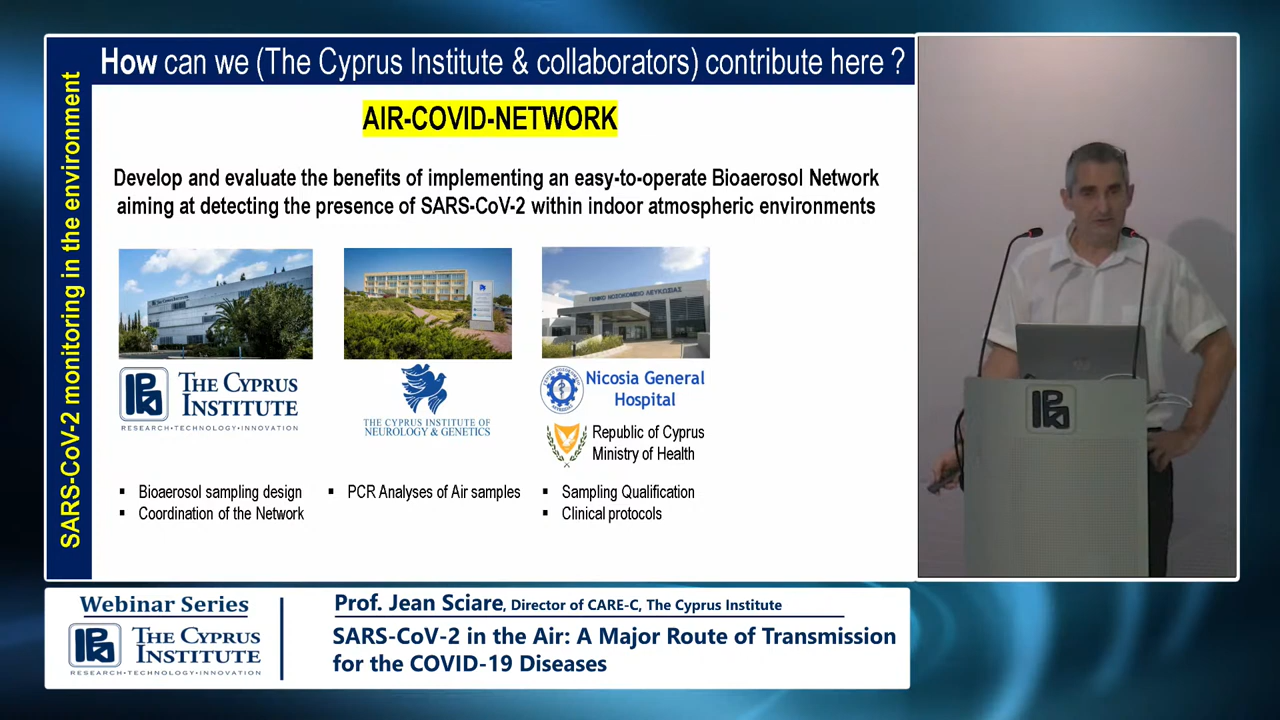 How can we (The Cyprus Institute & collaborators) contribute here ?
SARS-CoV-2 monitoring in the environment
AIR-COVID-NETWORK
Develop and evaluate the benefits of implementing an easy-to-operate Bioaerosol Network
aiming at detecting the presence of SARS-CoV-2 within indoor atmospheric environments
ΓΕΝΙΚΟ ΝΟΣΟΚΟΜΕΙΟ ΛΕΥΚΩΣΙΑΣ
THE CYPRUS
INSTITUTE
RESEARCH•TECHNOLOGY•INNOVATION
THE CYPRUS INSTITUTE OF
NEUROLOGY & GENETICS
Nicosia General
Hospital
Republic of Cyprus
Ministry of Health
▪ Bioaerosol sampling design
▪ Coordination of the Network
▪ PCR Analyses of Air samples
▪ Sampling Qualification
▪ Clinical protocols
Webinar Series
THE CYPRUS
INSTITUTE
RESEARCH•TECHNOLOGY•INNOVATION
Prof. Jean Sciare, Director of CARE-C, The Cyprus Institute
SARS-CoV-2 in the Air: A Major Route of Transmission
for the COVID-19 Diseases